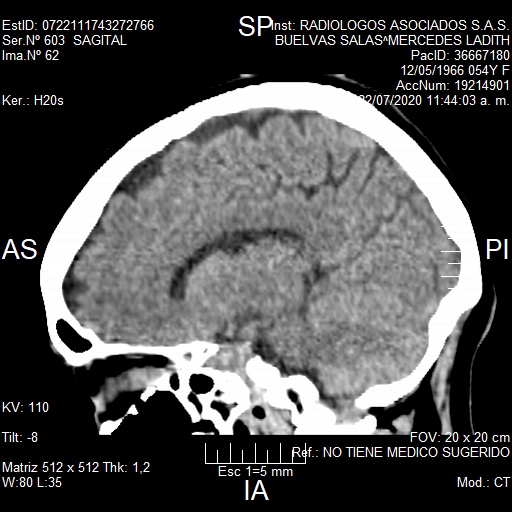 EstID: 0722111743272766
Ser.Nº 603 SAGITAL
Ima.Nº 62
Ker.: H20s
SP
Inst: RADIOLOGOS ASOCIADOS S.A.S.
BUELVAS SALAS^MERCEDES LADITH
PacID: 36667180
12/05/1966 054Y F
AccNum: 19214901
22/07/2020 11:44:03 a. m.
AS
PI
KV: 110
Tilt: -8
Matriz 512 x 512 Thk: 1,2
W:80 L:35
Esc 1=5 mm
IA
FOV: 20 x 20 cm
Ref.: NO TIENE MEDICO SUGERIDO
Mod.: CT